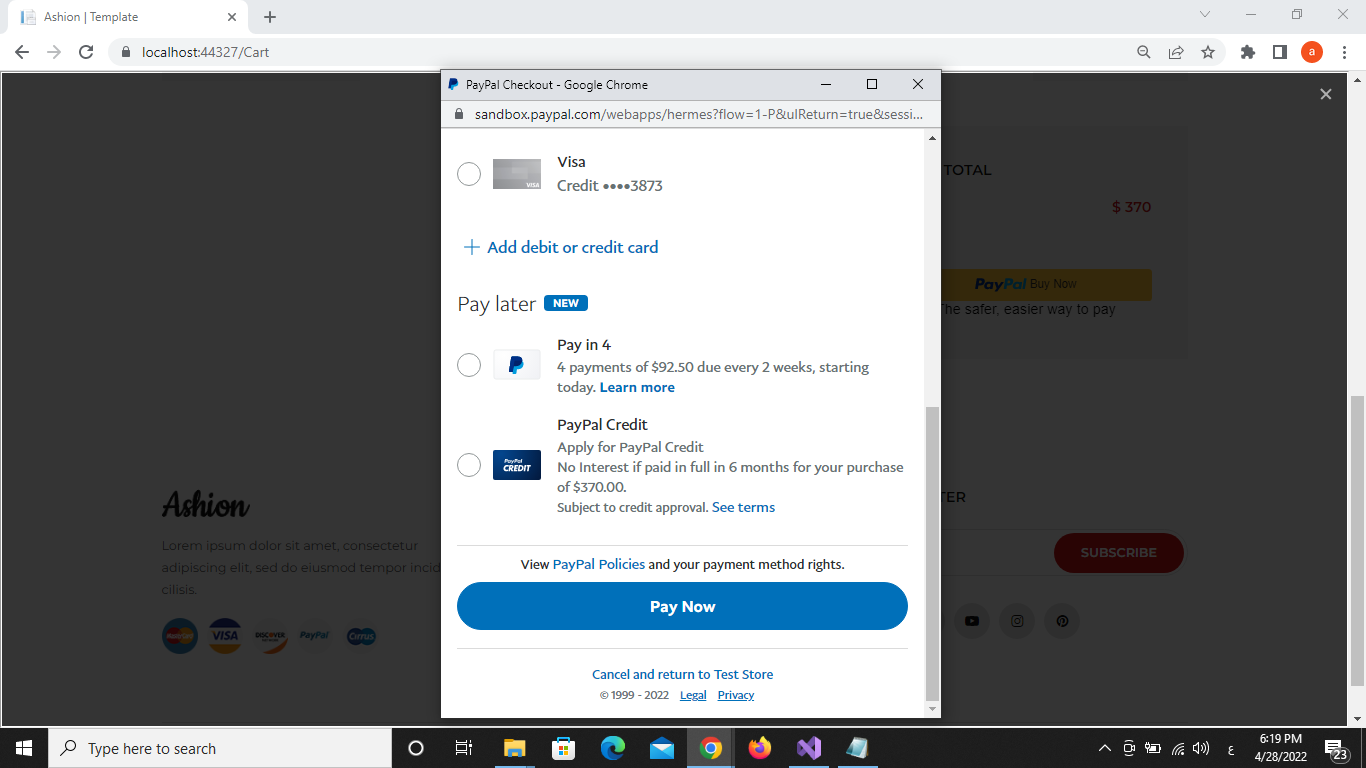 Ashion | Template
localhost:44327/Cart
a
PayPal Checkout - Google Chrome
sandbox.paypal.com/webapps/hermes?flow=1-P&ulReturn=true&sessi...
Visa
VISA
Credit ••••3873
Add debit or credit card
Pay later NEW
Pay in 4
4 payments of $92.50 due every 2 weeks, starting
today. Learn more
PayPal Credit
PayPal
CREDIT
Apply for PayPal Credit
No Interest if paid in full in 6 months for your purchase
of $370.00.
Subject to credit approval. See terms
View PayPal Policies and your payment method rights.
Pay Now
Cancel and return to Test Store
© 1999 - 2022 Legal Privacy
TOTAL
$ 370
PayPal Buy Now
The safer, easier way to pay
Ashion
Lorem ipsum dolor sit amet, consectetur
adipiscing elit, sed do eiusmod tempor incid
cilisis.
MasterCard VISA DISCOVER PayPal Cirrus
TER
SUBSCRIBE
Type here to search
ع
6:19 PM
4/28/2022
23